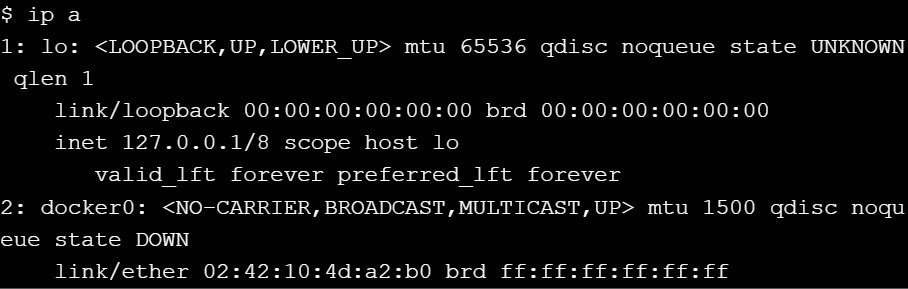 $ ip a
1: lo: <LOOPBACK,UP,LOWER_UP> mtu 65536 qdisc noqueue state UNKNOWN
qlen 1
link/loopback 00:00:00:00:00:00 brd 00:00:00:00:00:00
inet 127.0.0.1/8 scope host lo
valid_lft forever preferred_lft forever
2: docker0: <NO-CARRIER,BROADCAST,MULTICAST,UP> mtu 1500 qdisc noqu
eue state DOWN
link/ether 02:42:10:4d:a2:b0 brd ff:ff:ff:ff:ff:ff